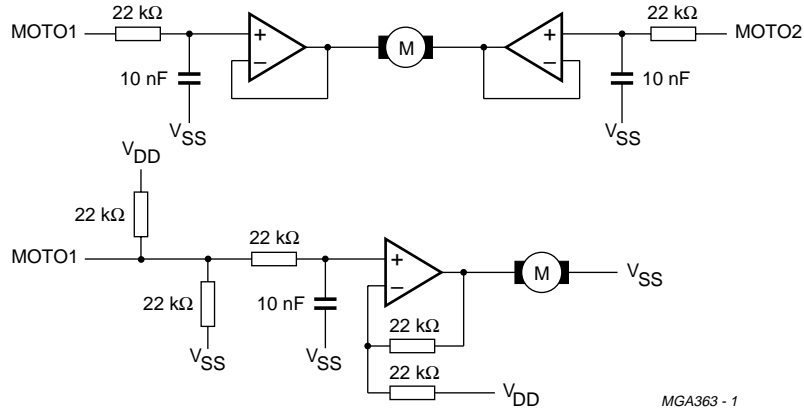 22 kΩ
22 kΩ
MOTO1
+
−
M
+
−
MOTO2
10 nF
10 nF
VSS
VSS
VDD
22 kΩ
MOTO1
22 kΩ
+
−
M
VSS
22 kΩ
10 nF
22 kΩ
VSS
VSS
22 kΩ
VDD
MGA363 - 1